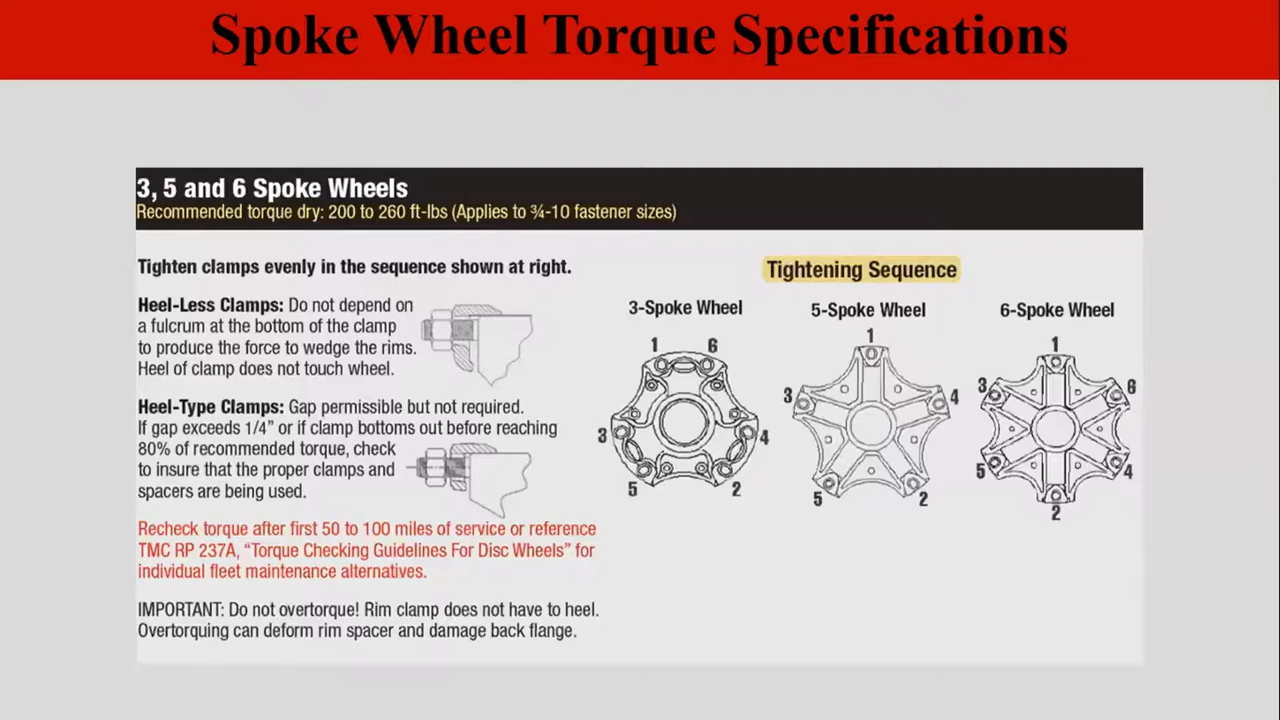 Spoke Wheel Torque Specifications
3, 5 and 6 Spoke Wheels
Recommended torque dry: 200 to 260 ft-lbs (Applies to ¾-10 fastener sizes)
Tighten clamps evenly in the sequence shown at right.
Heel-Less Clamps: Do not depend on
a fulcrum at the bottom of the clamp
to produce the force to wedge the rims.
Heel of clamp does not touch wheel.
Heel-Type Clamps: Gap permissible but not required.
If gap exceeds 1/4” or if clamp bottoms out before reaching
80% of recommended torque, check
to insure that the proper clamps and
spacers are being used.
Recheck torque after first 50 to 100 miles of service or reference
TMC RP 237A, “Torque Checking Guidelines For Disc Wheels” for
individual fleet maintenance alternatives.
IMPORTANT: Do not overtorque! Rim clamp does not have to heel.
Overtorquing can deform rim spacer and damage back flange.
Tightening Sequence
3-Spoke Wheel
1 6
3 4
5 2
5-Spoke Wheel
1
3 4
5 2
6-Spoke Wheel
1
3 6
5 4
2